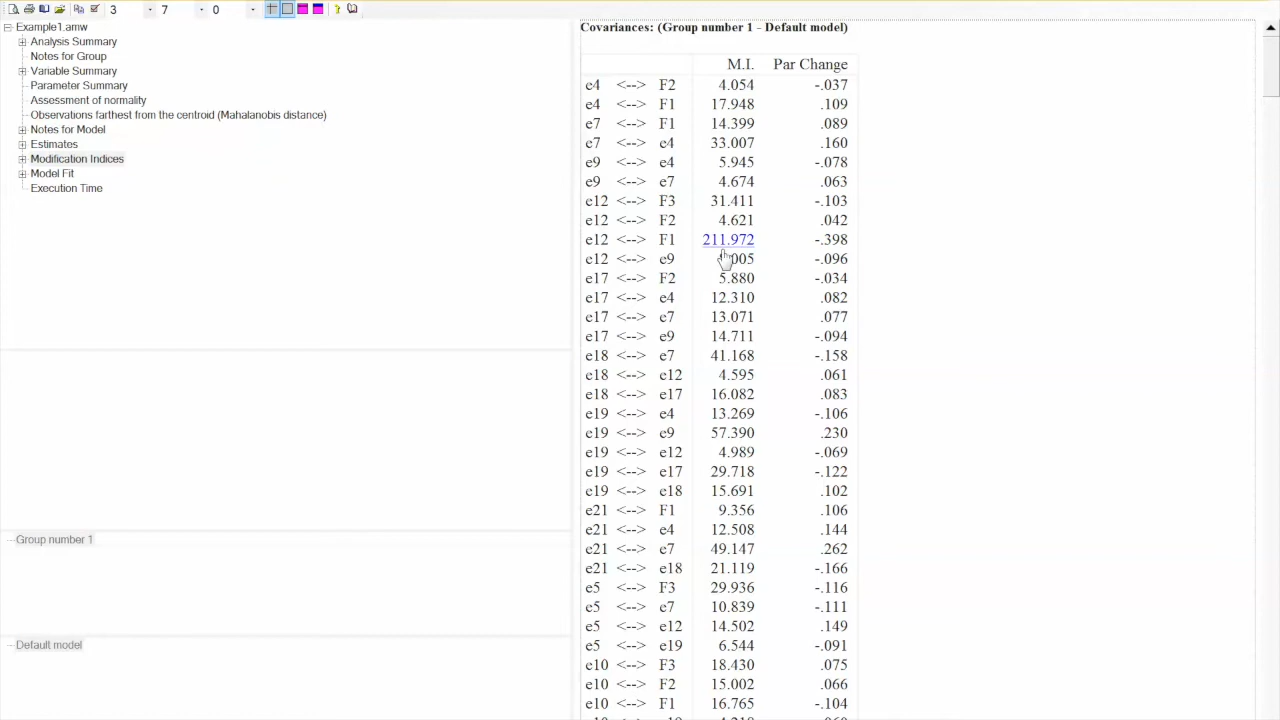 3 7 0 ?
Example1.amw
Analysis Summary
Notes for Group
Variable Summary
Parameter Summary
Assessment of normality
Observations farthest from the centroid (Mahalanobis distance)
Notes for Model
Estimates
Modification Indices
Model Fit
Execution Time
Group number 1
Default model
Covariances: (Group number 1 - Default model)
M.I. Par Change
e4 <--> F2 4.054 -.037
e4 <--> F1 17.948 .109
e7 <--> F1 14.399 .089
e7 <--> e4 33.007 .160
e9 <--> e4 5.945 -.078
e9 <--> e7 4.674 .063
e12 <--> F3 31.411 -.103
e12 <--> F2 4.621 .042
e12 <--> F1 211.972 -.398
e12 <--> e9 .005 -.096
e17 <--> F2 5.880 -.034
e17 <--> e4 12.310 .082
e17 <--> e7 13.071 .077
e17 <--> e9 14.711 -.094
e18 <--> e7 41.168 -.158
e18 <--> e12 4.595 .061
e18 <--> e17 16.082 .083
e19 <--> e4 13.269 -.106
e19 <--> e9 57.390 .230
e19 <--> e12 4.989 -.069
e19 <--> e17 29.718 -.122
e19 <--> e18 15.691 .102
e21 <--> F1 9.356 .106
e21 <--> e4 12.508 .144
e21 <--> e7 49.147 .262
e21 <--> e18 21.119 -.166
e5 <--> F3 29.936 -.116
e5 <--> e7 10.839 -.111
e5 <--> e12 14.502 .149
e5 <--> e19 6.544 -.091
e10 <--> F3 18.430 .075
e10 <--> F2 15.002 .066
e10 <--> F1 16.765 -.104